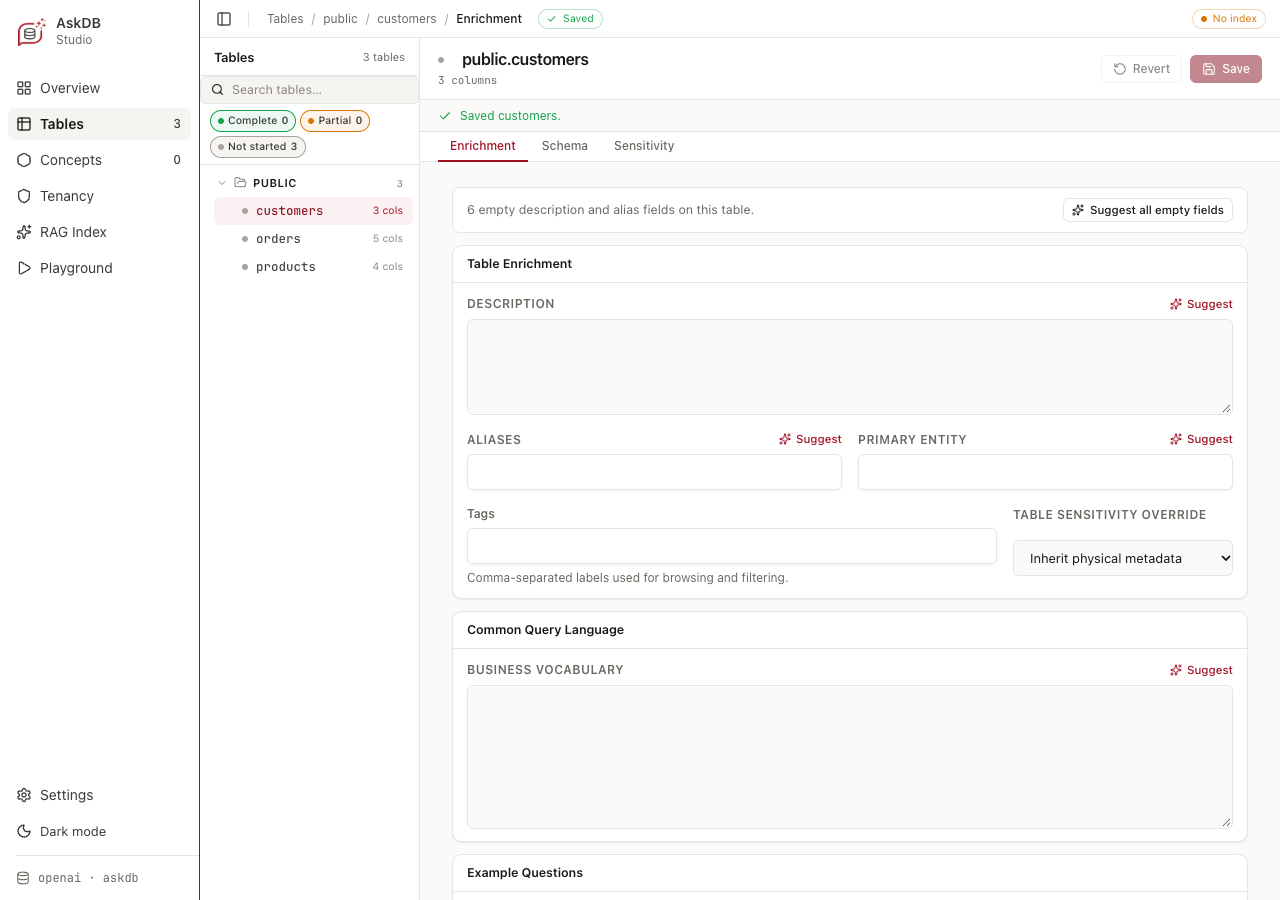 AskDB
Studio
Overview
Tables 3
Concepts 0
Tenancy
RAG Index
Playground
Settings
Dark mode
openai · askdb
Tables / public / customers / Enrichment
Saved
No index
Tables 3 tables
Search tables...
Complete 0
Partial 0
Not started 3
PUBLIC 3
customers 3 cols
orders 5 cols
products 4 cols
public.customers
3 columns
Revert
Save
Saved customers.
Enrichment Schema Sensitivity
6 empty description and alias fields on this table.
Suggest all empty fields
Table Enrichment
DESCRIPTION Suggest
ALIASES Suggest
PRIMARY ENTITY Suggest
Tags
TABLE SENSITIVITY OVERRIDE
Inherit physical metadata
Comma-separated labels used for browsing and filtering.
Common Query Language
BUSINESS VOCABULARY Suggest
Example Questions